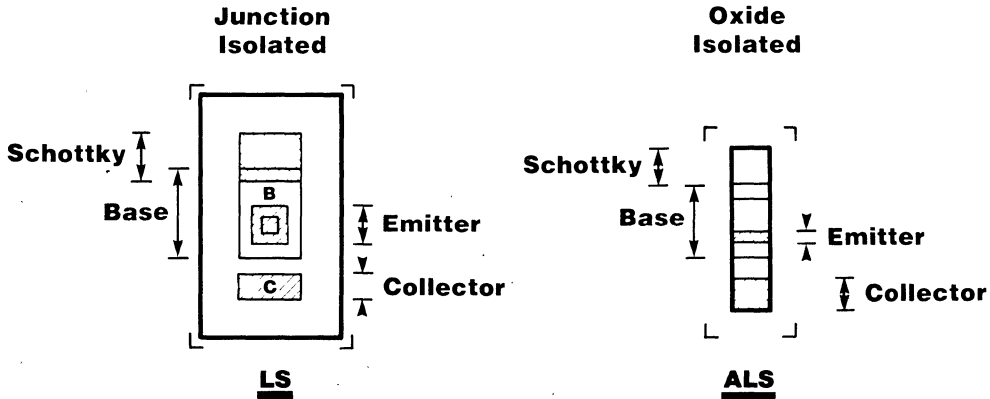 Junction
Isolated
Oxide
Isolated
Schottky
Base
B
Emitter
C
Collector
LS
Schottky
Base
Emitter
Collector
ALS